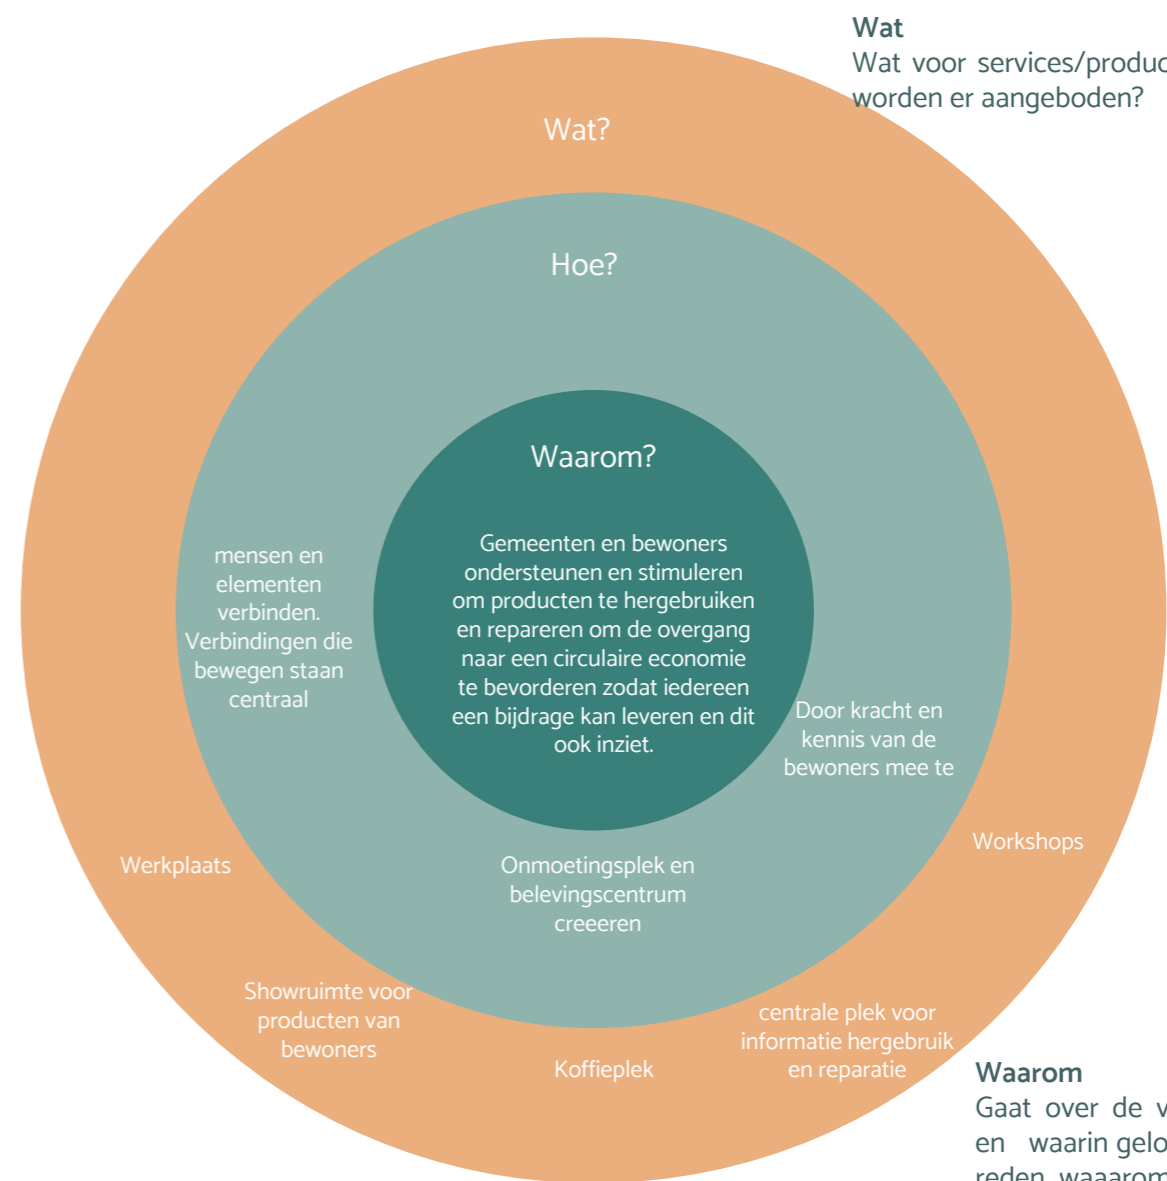 Wat
Wat voor services/produc
worden er aangeboden?
Wat?
Hoe?
Waarom?
Gemeenten en bewoners
ondersteunen en stimuleren
om producten te hergebruiken
en repareren om de overgang
naar een circulaire economie
te bevorderen zodat iedereen
een bijdrage kan leveren en dit
ook inziet.
mensen en
elementen
verbinden.
Verbindingen die
bewegen staan
centraal
Door kracht en
kennis van de
bewoners mee te
Onmoetingsplek en
belevingscentrum
creeeren
Werkplaats
Workshops
Showruimte voor
producten van
bewoners
Koffieplek
centrale plek voor
informatie hergebruik
en reparatie
Waarom
Gaat over de v
en waarin gelo
reden waaarom